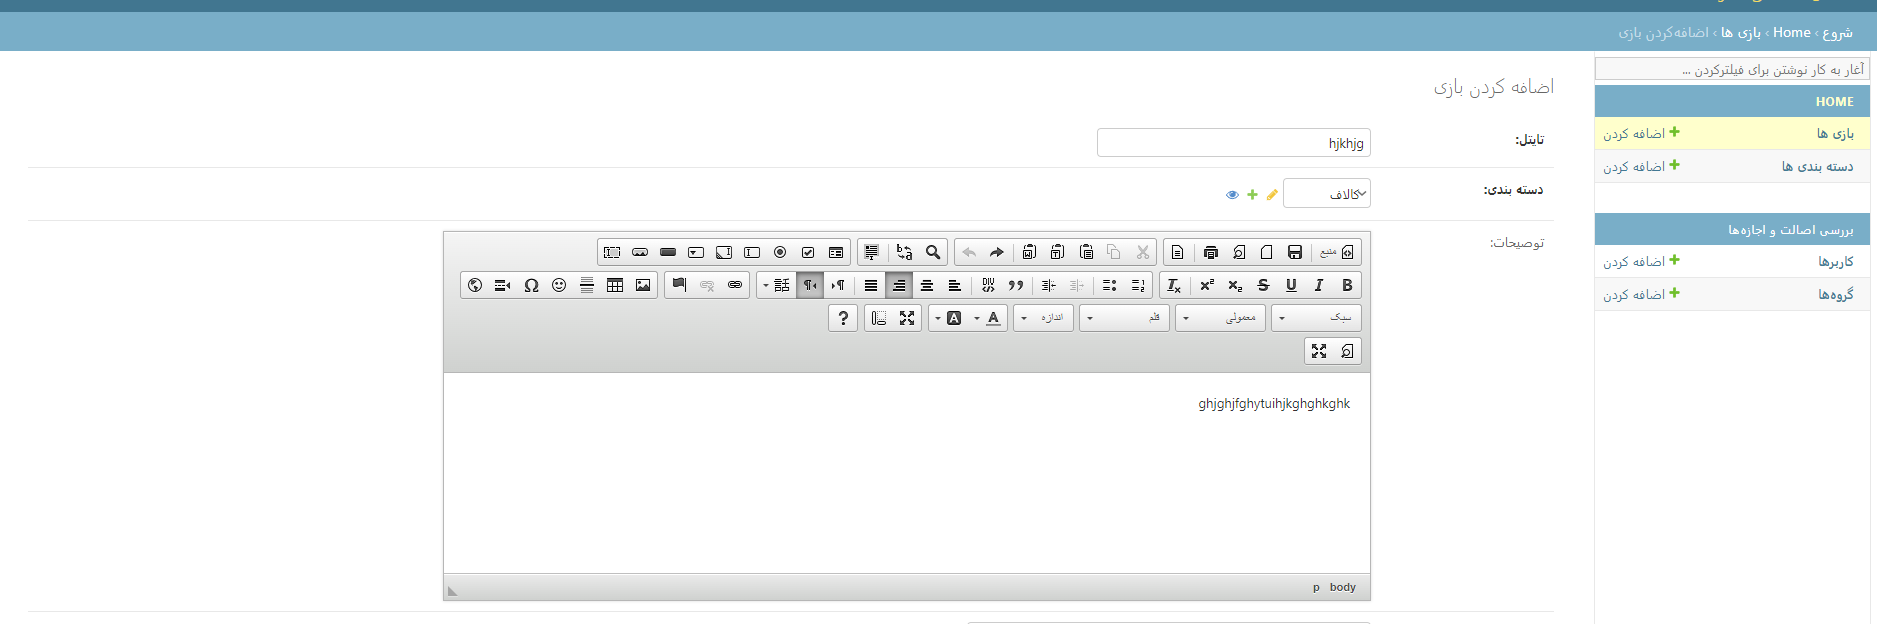 شروع › Home › بازی ها › اضافه‌کردن بازی
آغار به کار نوشتن برای فیلترکردن ...
HOME
بازی ها
اضافه کردن
دسته بندی ها
اضافه کردن
بررسی اصالت و اجازه‌ها
کاربرها
اضافه کردن
گروه‌ها
اضافه کردن
اضافه کردن بازی
تایتل:
hjkhjg
دسته بندی:
کالاف
توصیحات:
منبع
سبک
معمولی
قلم
اندازه
ghjghjfghytuihjkghghkghk
body p